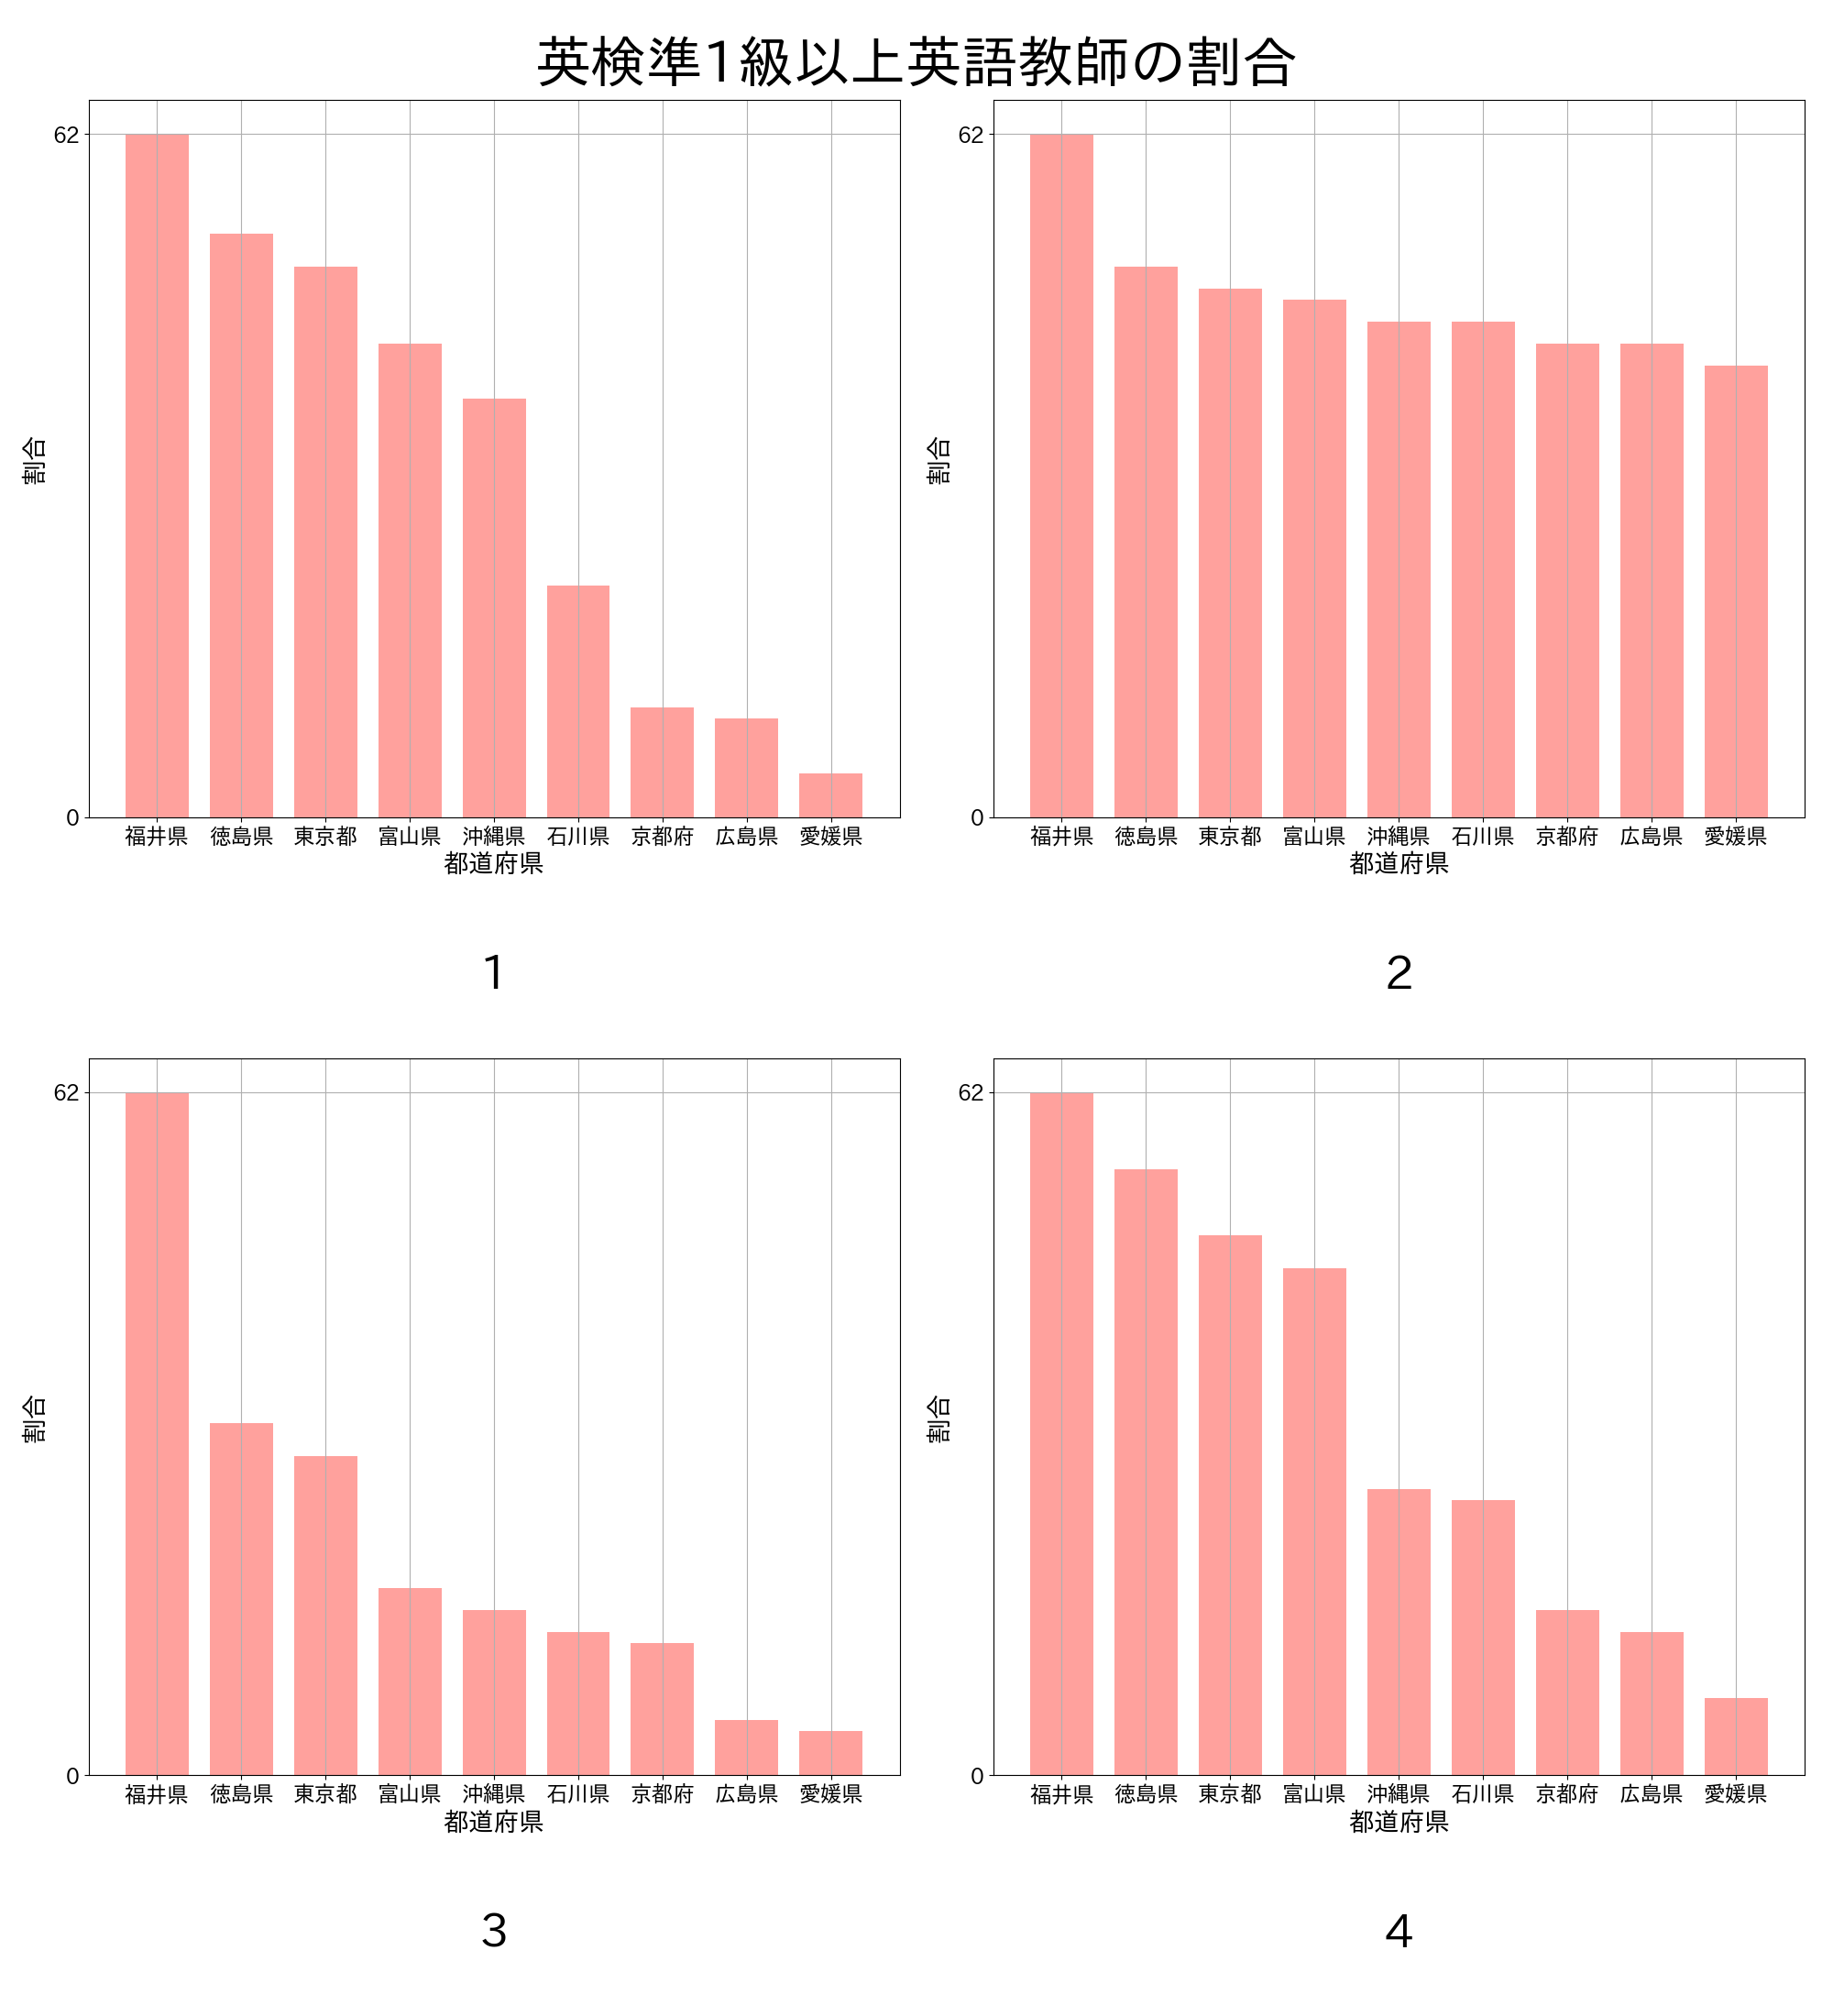 英検準1級以上英語教師の割合
62
0
割合
福井県 徳島県 東京都 富山県 沖縄県 石川県 京都府 広島県 愛媛県
都道府県
1
62
0
割合
福井県 徳島県 東京都 富山県 沖縄県 石川県 京都府 広島県 愛媛県
都道府県
2
62
0
割合
福井県 徳島県 東京都 富山県 沖縄県 石川県 京都府 広島県 愛媛県
都道府県
3
62
0
割合
福井県 徳島県 東京都 富山県 沖縄県 石川県 京都府 広島県 愛媛県
都道府県
4